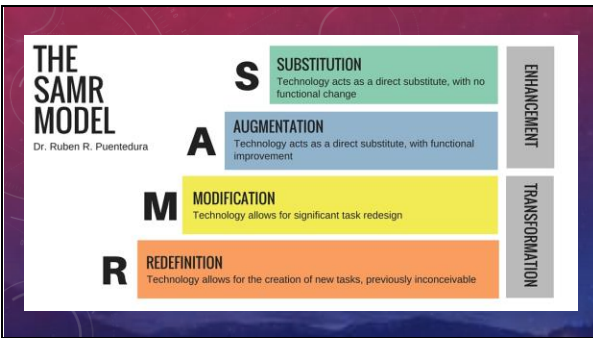 THE
SAMR
MODEL
Dr. Ruben R. Puentedura
S
SUBSTITUTION
Technology acts as a direct substitute, with no
functional change
A
AUGMENTATION
Technology acts as a direct substitute, with functional
improvement
ENHANCEMENT
M
MODIFICATION
Technology allows for significant task redesign
R
REDEFINITION
Technology allows for the creation of new tasks, previously inconceivable
TRANSFORMATION